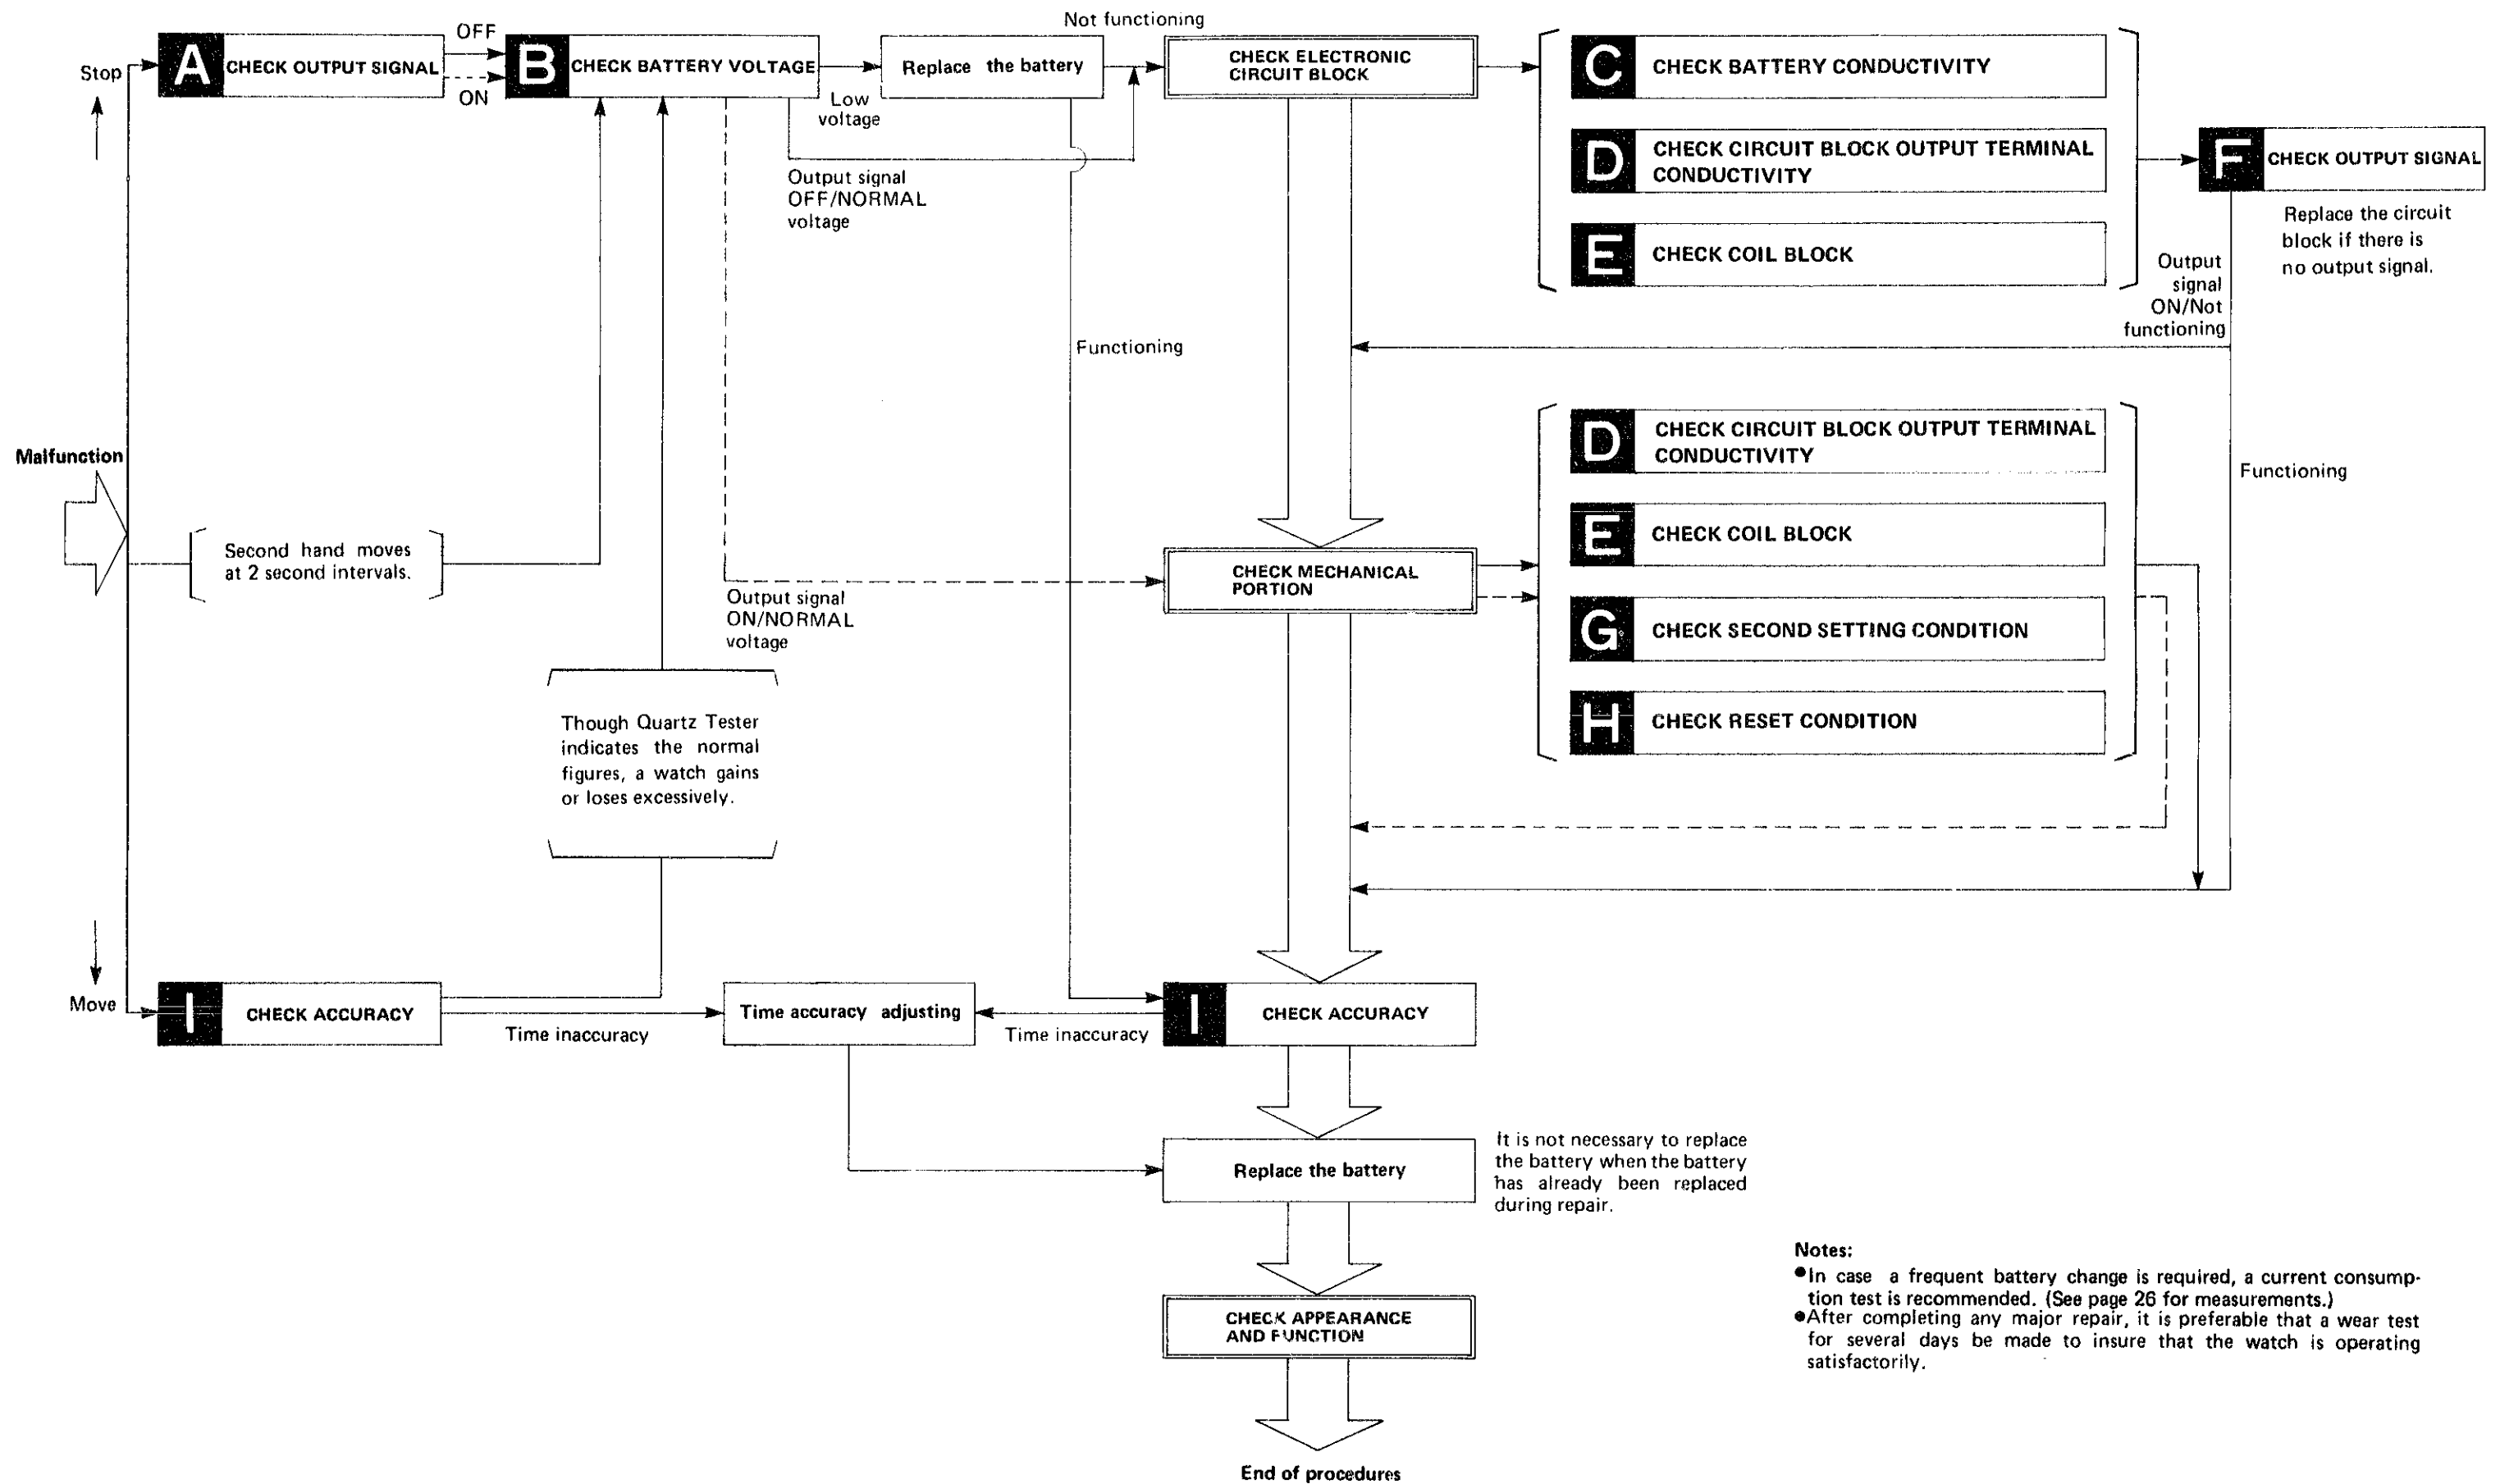 Not functioning
Stop
A CHECK OUTPUT SIGNAL
OFF
ON
B CHECK BATTERY VOLTAGE
Low
voltage
Replace the battery
CHECK ELECTRONIC
CIRCUIT BLOCK
C CHECK BATTERY CONDUCTIVITY
D CHECK CIRCUIT BLOCK OUTPUT TERMINAL
CONDUCTIVITY
E CHECK COIL BLOCK
F CHECK OUTPUT SIGNAL
Replace the circuit
block if there is
no output signal.
Output signal
OFF/NORMAL
voltage
Output
signal
ON/Not
functioning
Functioning
Functioning
Malfunction
Second hand moves
at 2 second intervals.
Output signal
ON/NORMAL
voltage
CHECK MECHANICAL
PORTION
D CHECK CIRCUIT BLOCK OUTPUT TERMINAL
CONDUCTIVITY
E CHECK COIL BLOCK
G CHECK SECOND SETTING CONDITION
H CHECK RESET CONDITION
Though Quartz Tester
indicates the normal
figures, a watch gains
or loses excessively.
Move
I CHECK ACCURACY
Time inaccuracy
Time accuracy adjusting
Time inaccuracy
I CHECK ACCURACY
Replace the battery
It is not necessary to replace
the battery when the battery
has already been replaced
during repair.
CHECK APPEARANCE
AND FUNCTION
End of procedures
Notes:
●In case a frequent battery change is required, a current consump-
tion test is recommended. (See page 26 for measurements.)
●After completing any major repair, it is preferable that a wear test
for several days be made to insure that the watch is operating
satisfactorily.